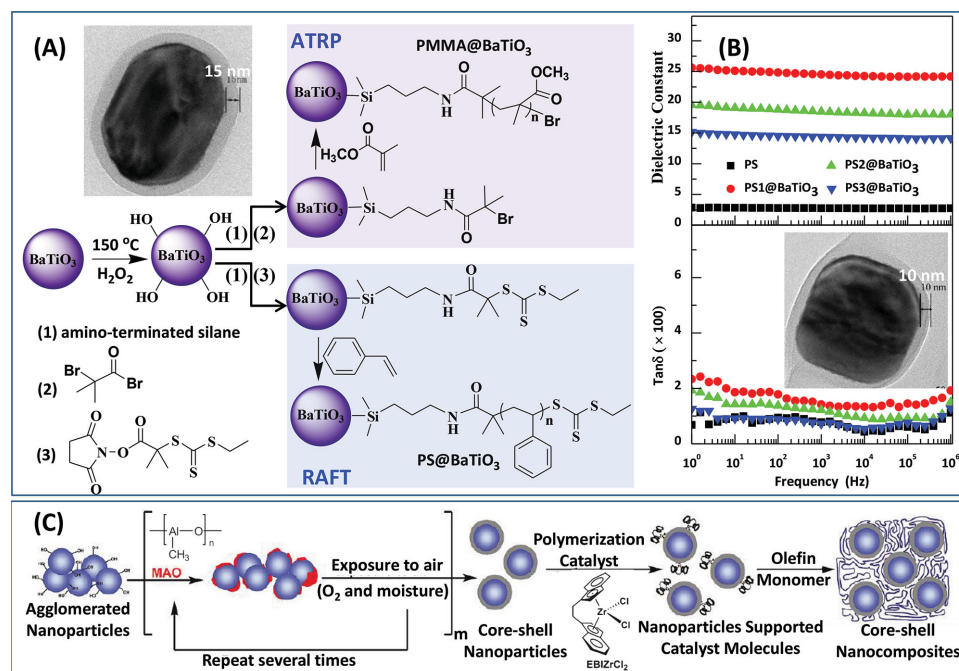 (A)
15 nm
15 nm
ATRP
PMMA@BaTiO3
BaTiO3
Si
N
H
O
OCH3
O
n
Br
H3CO
O
BaTiO3
Si
H
N
O
Br
BaTiO3
150 °C
H2O2
HO
OH
BaTiO3
HO
OH
(1) (2)
(1) (3)
BaTiO3
Si
N
H
O
S
S
S
BaTiO3
Si
N
H
O
n
S
S
S
PS@BaTiO3
RAFT
(1) amino-terminated silane
(2)
Br
O
Br
(3)
O
N
O
O
O
S
S
S
(B)
Dielectric Constant
30
25
20
15
10
5
0
PS
PS2@BaTiO3
PS1@BaTiO3
PS3@BaTiO3
Tanδ (× 100)
6
4
2
0
10 nm
10 nm
10^0 10^1 10^2 10^3 10^4 10^5 10^6
Frequency (Hz)
(C)
Al
O
n
CH3
MAO
Agglomerated
Nanoparticles
Exposure to air
(O2 and moisture)
Repeat several times
m
Core-shell
Nanoparticles
Polymerization
Catalyst
Zr
Cl
Cl
EBIZrCl2
Nanoparticles Supported
Catalyst Molecules
Olefin
Monomer
Core-shell
Nanocomposites